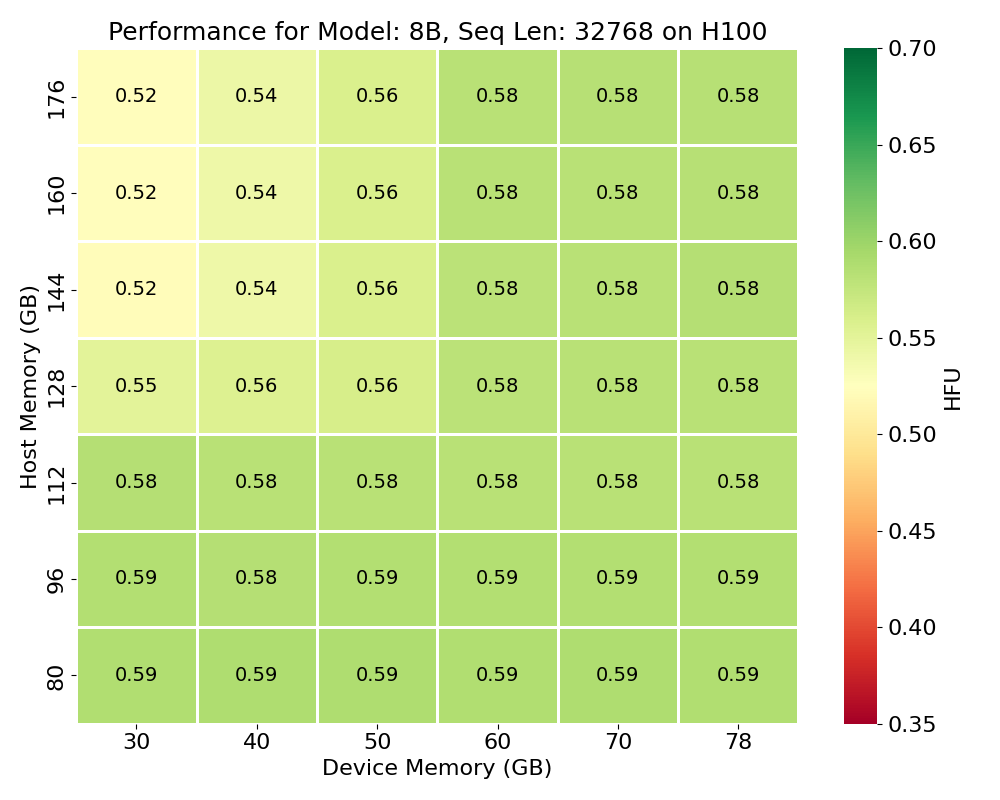 Performance for Model: 8B, Seq Len: 32768 on H100
176 0.52 0.54 0.56 0.58 0.58 0.58
160 0.52 0.54 0.56 0.58 0.58 0.58
144 0.52 0.54 0.56 0.58 0.58 0.58
128 0.55 0.56 0.56 0.58 0.58 0.58
112 0.58 0.58 0.58 0.58 0.58 0.58
96 0.59 0.58 0.59 0.59 0.59 0.59
80 0.59 0.59 0.59 0.59 0.59 0.59
30 40 50 60 70 78
Device Memory (GB)
Host Memory (GB)
0.70
0.65
0.60
0.55
0.50
0.45
0.40
0.35
HFU